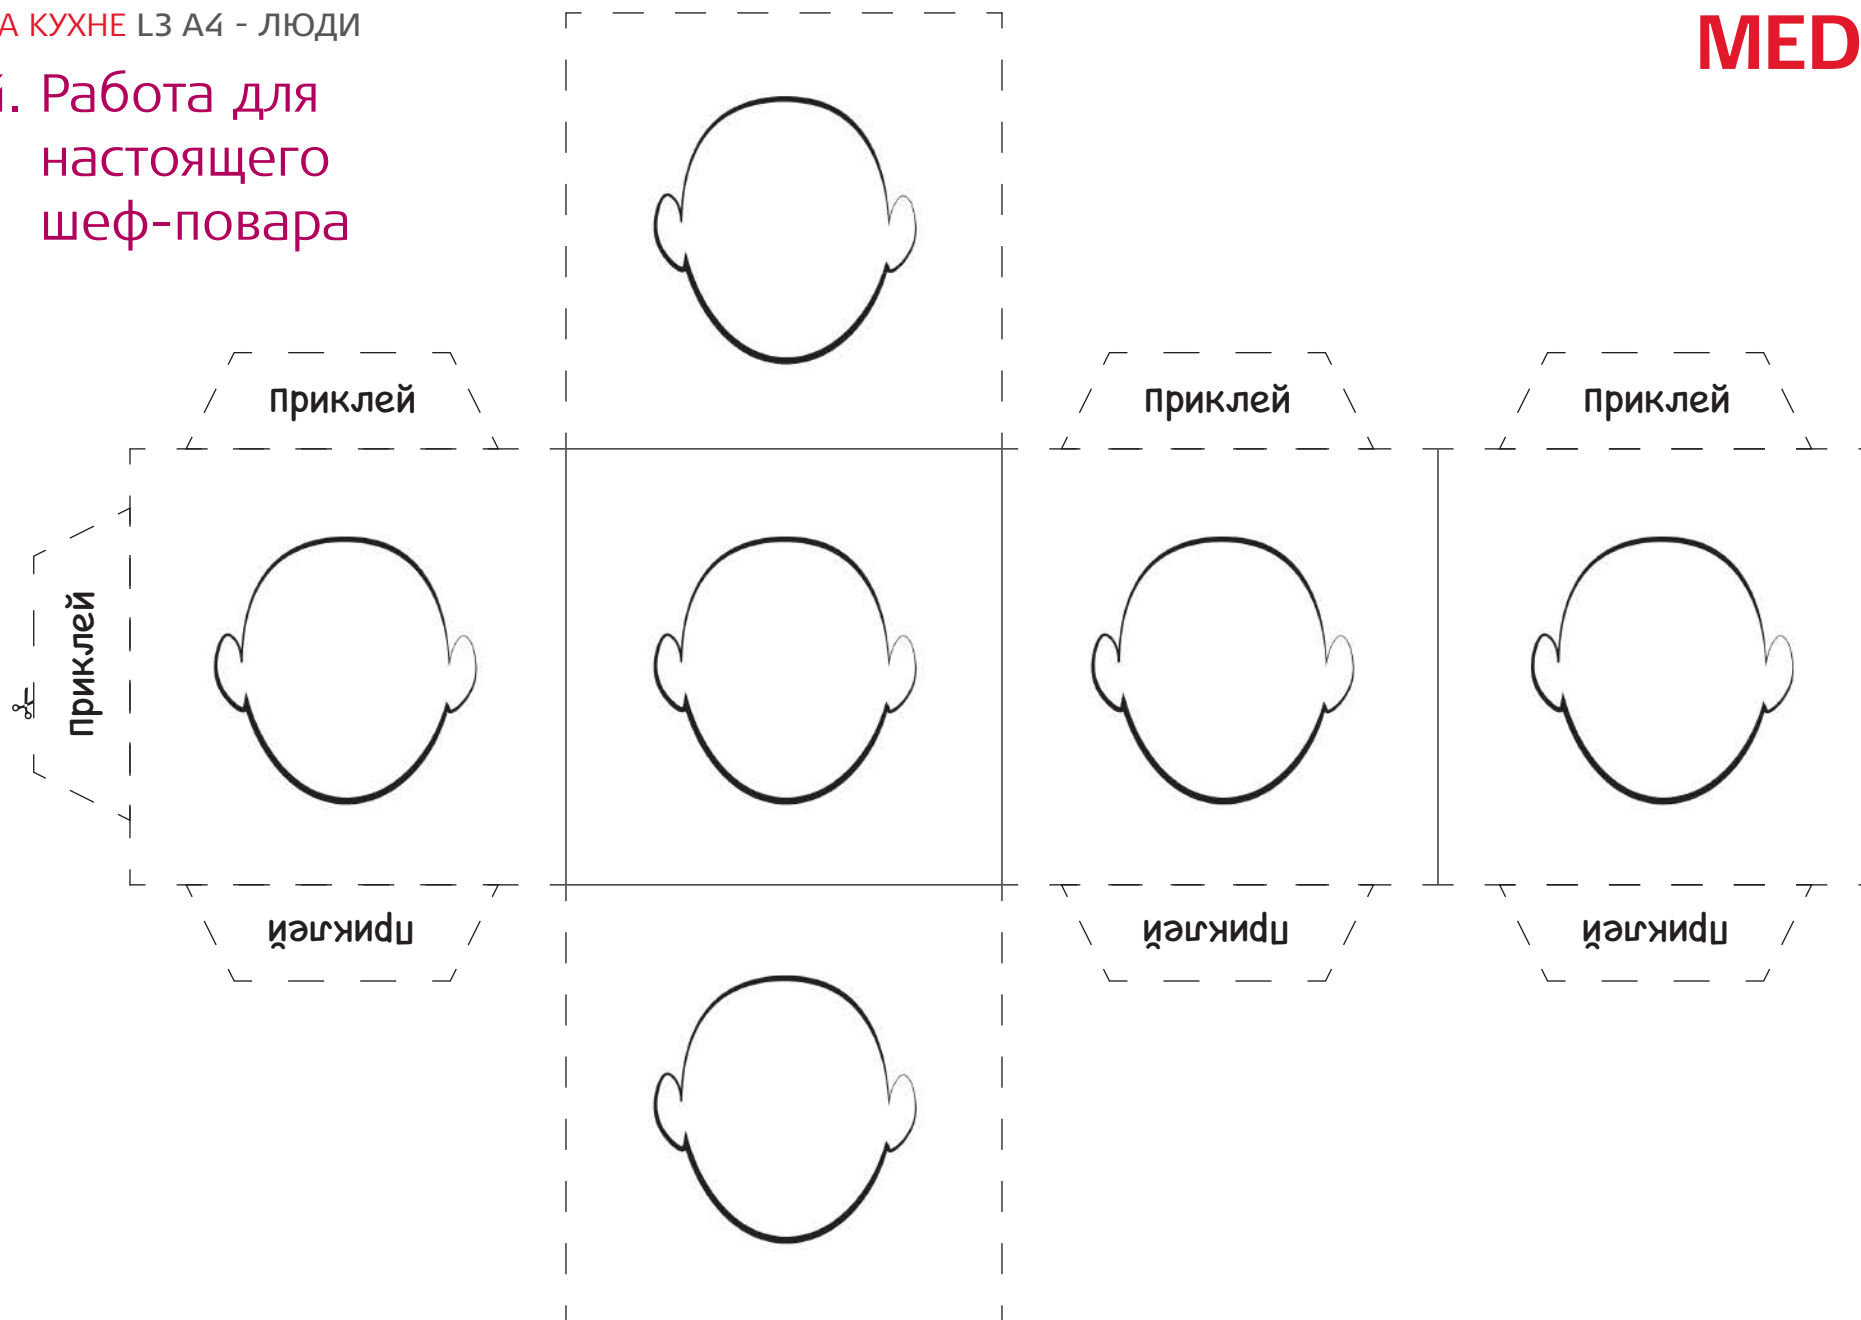 А КУХНЕ L3 A4 - ЛЮДИ
MED
й. Работа для
настоящего
шеф-повара
Приклей
Приклей
Приклей
Приклей
Приклей
Приклей
Приклей